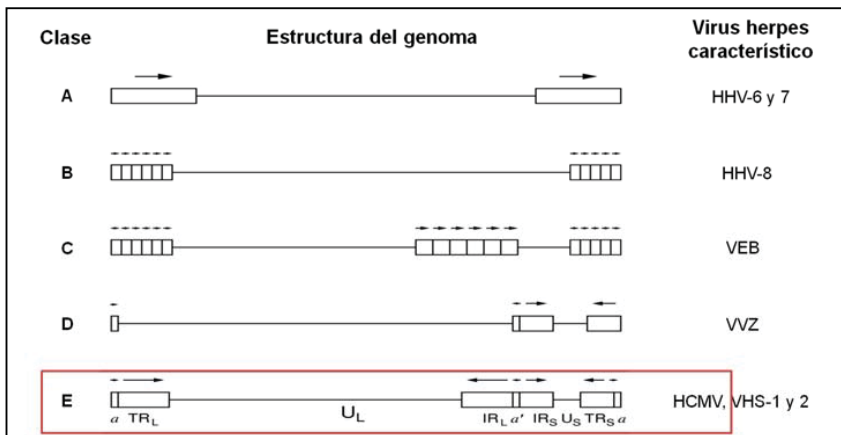 Clase Estructura del genoma Virus herpes
característico
A HHV-6 y 7
B HHV-8
C VEB
D VVZ
E HCMV, VHS-1 y 2
a TRL UL IRL a' IRS US TRS a